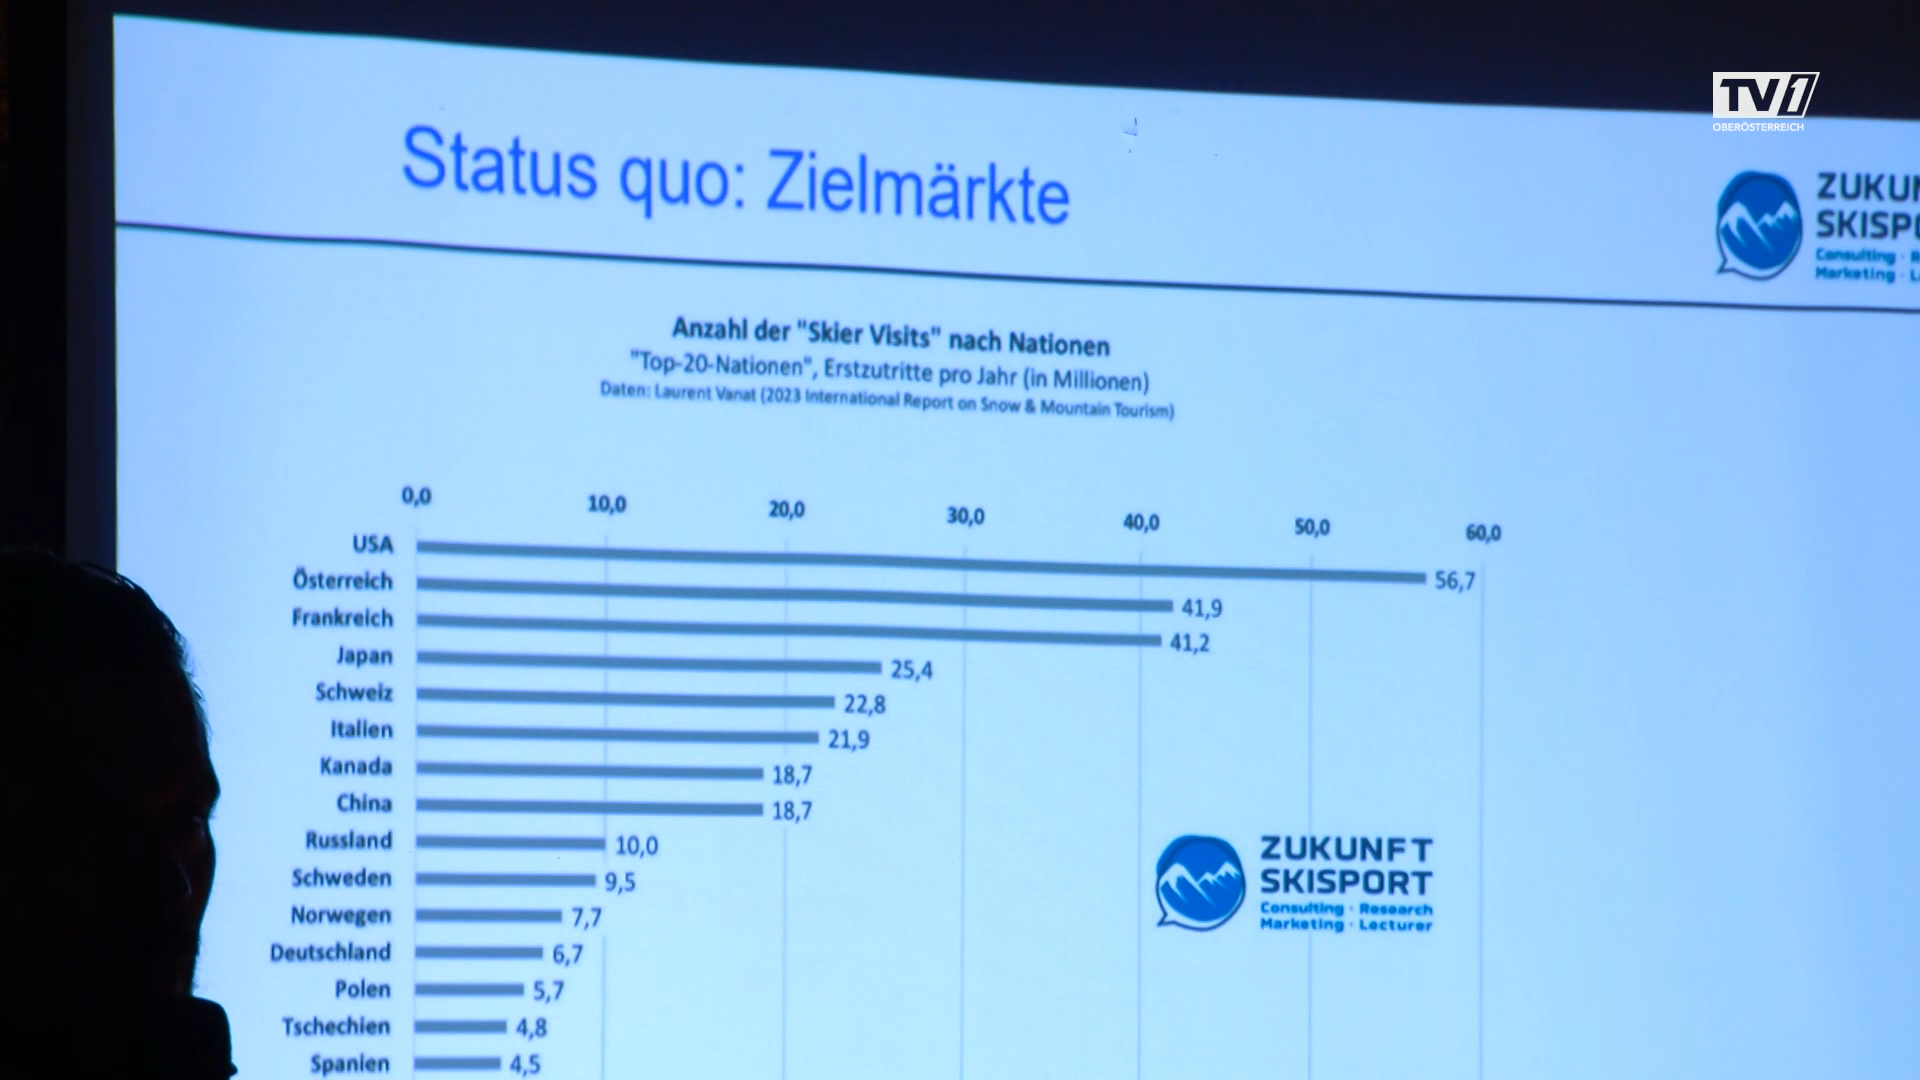 TV1
OBERÖSTERREICH
Status quo: Zielmärkte
Consulting ·
Marketing ·
Anzahl der "Skier Visits" nach Nationen
"Top-20-Nationen", Erstzutritte pro Jahr (in Millionen)
Daten: Laurent Vanat (2023 International Report on Snow & Mountain Tourism)
0,0 10,0 20,0 30,0 40,0 50,0 60,0
USA 56,7
Österreich 41,9
Frankreich 41,2
Japan 25,4
Schweiz 22,8
Italien 21,9
Kanada 18,7
China 18,7
Russland 10,0
Schweden 9,5
Norwegen 7,7
Deutschland 6,7
Polen 5,7
Tschechien 4,8
Spanien 4,5
ZUKUNFT
SKISPORT
Consulting · Research
Marketing · Lecturer